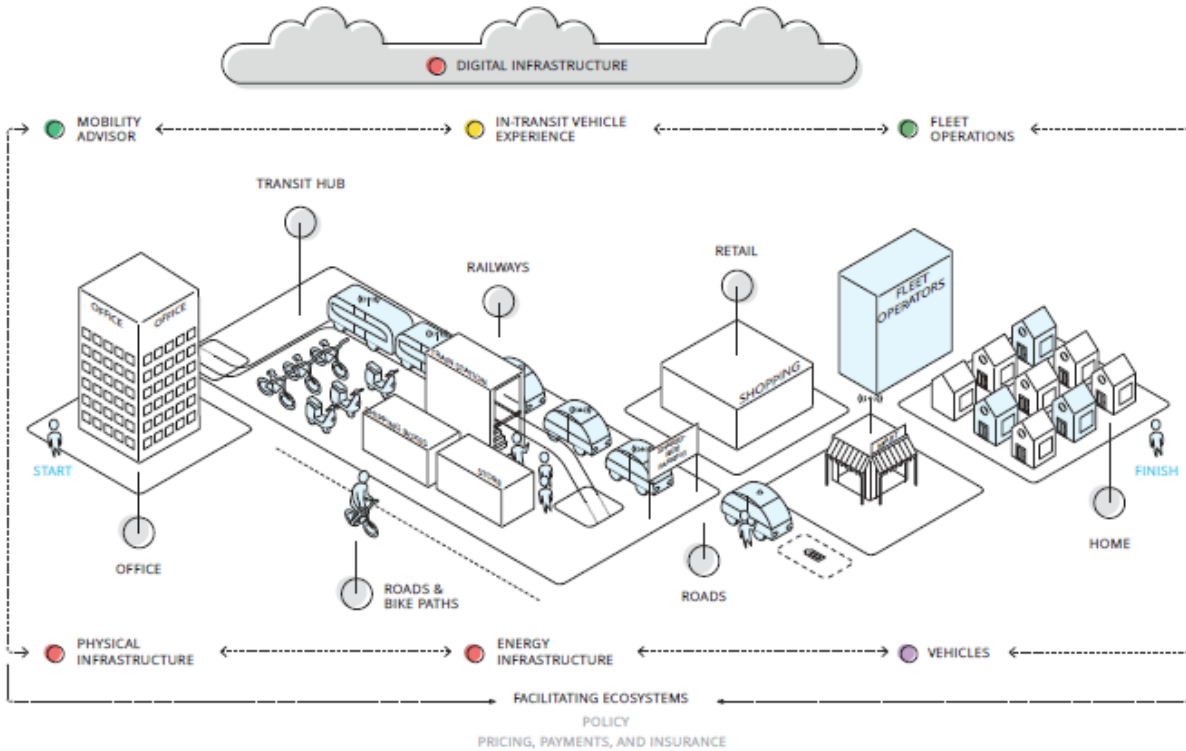 DIGITAL INFRASTRUCTURE
MOBILITY
ADVISOR
IN-TRANSIT VEHICLE
EXPERIENCE
FLEET
OPERATIONS
TRANSIT HUB
RAILWAYS
RETAIL
OFFICE
OFFICE
TRAIN STATION
SHOPPING
FLEET
OPERATORS
START
FINISH
OFFICE
ROADS &
BIKE PATHS
ROADS
HOME
PHYSICAL
INFRASTRUCTURE
ENERGY
INFRASTRUCTURE
VEHICLES
FACILITATING ECOSYSTEMS
POLICY
PRICING, PAYMENTS, AND INSURANCE